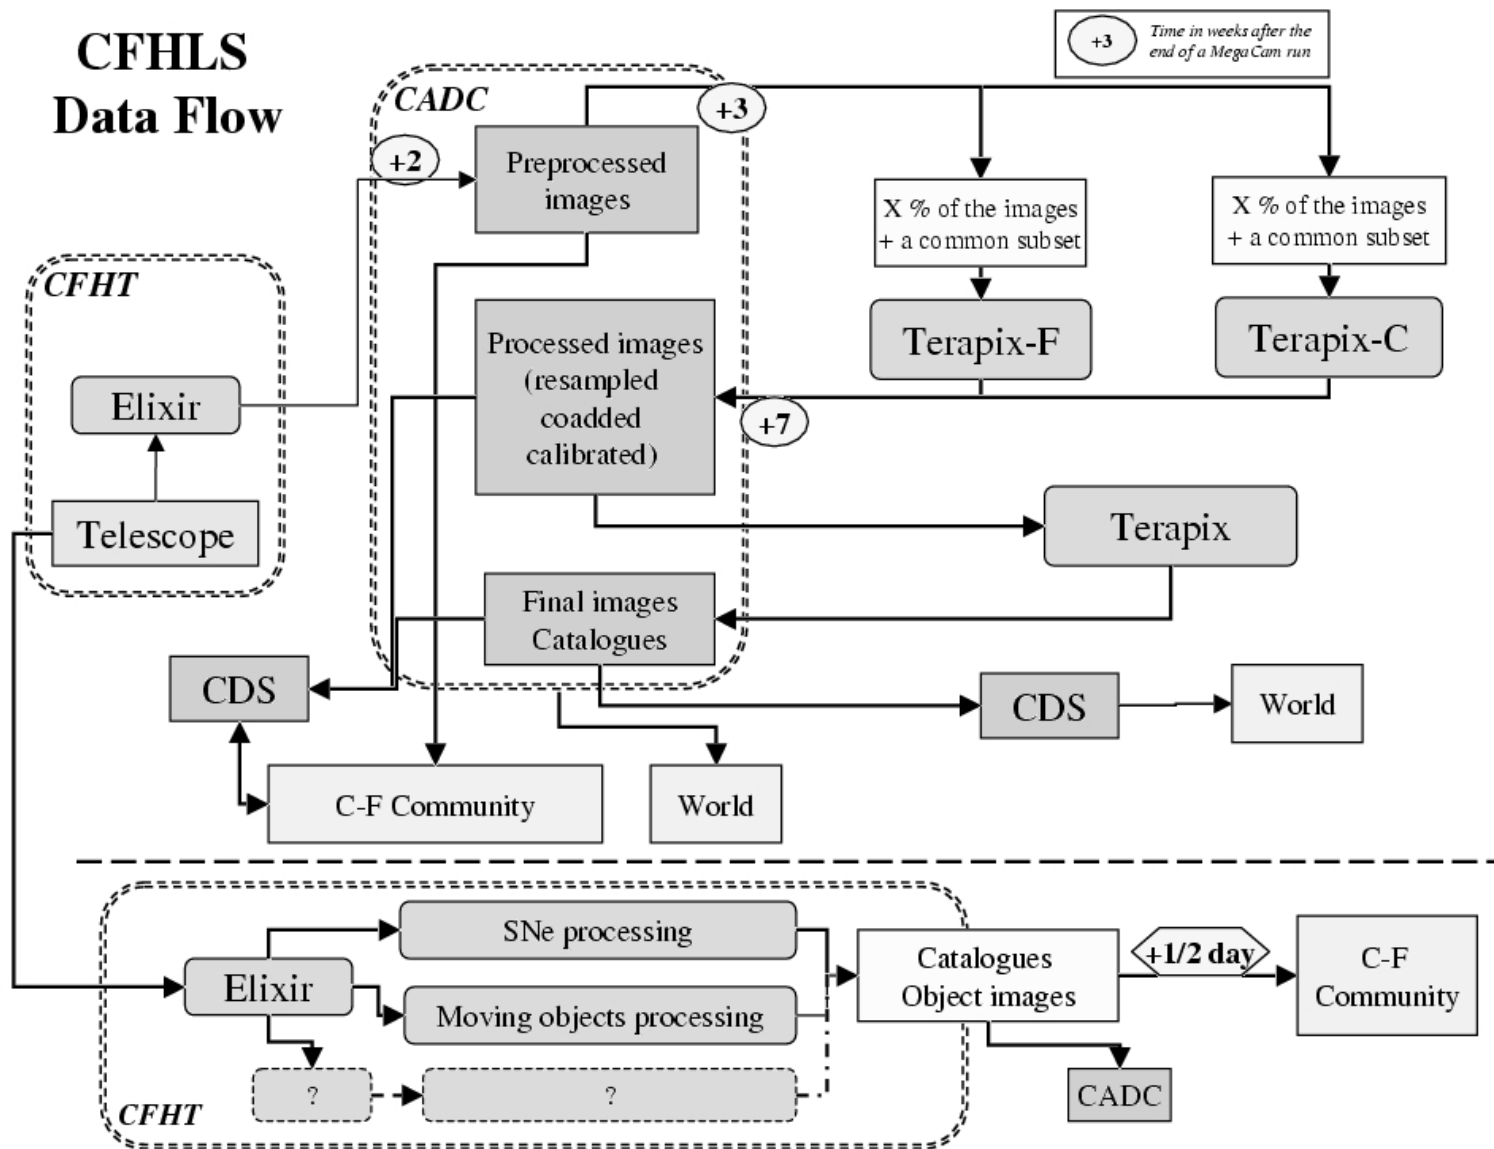 CFHLS
Data Flow
+3
Time in weeks after the
end of a MegaCam run
CADC
+3
+2
Preprocessed
images
X % of the images
+ a common subset
X % of the images
+ a common subset
CFHT
Terapix-F
Terapix-C
Processed images
(resampled
coadded
calibrated)
Elixir
+7
Telescope
Terapix
Final images
Catalogues
CDS
CDS
World
C-F Community
World
SNe processing
Elixir
Moving objects processing
?
?
CFHT
Catalogues
Object images
+1/2 day
C-F
Community
CADC